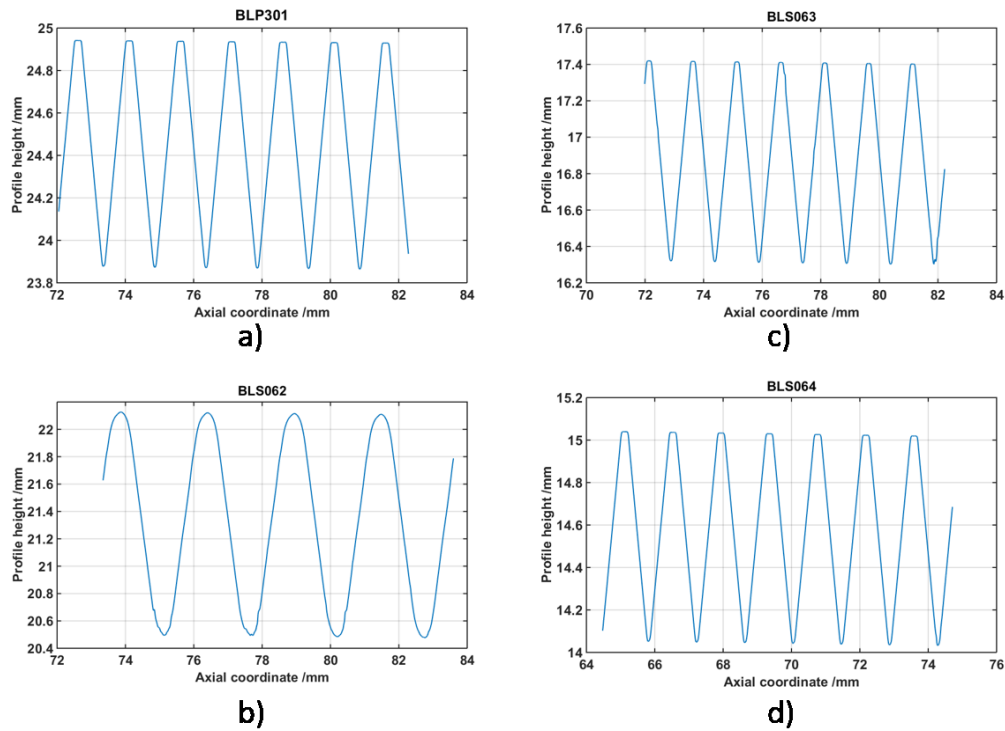 BLP301
25
24.8
24.6
24.4
24.2
24
23.8
Profile height /mm
72 74 76 78 80 82 84
Axial coordinate /mm
a)
BLS063
17.6
17.4
17.2
17
16.8
16.6
16.4
16.2
Profile height /mm
70 72 74 76 78 80 82 84
Axial coordinate /mm
c)
BLS062
22
21.8
21.6
21.4
21.2
21
20.8
20.6
20.4
Profile height /mm
72 74 76 78 80 82 84
Axial coordinate /mm
b)
BLS064
15.2
15
14.8
14.6
14.4
14.2
14
Profile height /mm
64 66 68 70 72 74 76
Axial coordinate /mm
d)